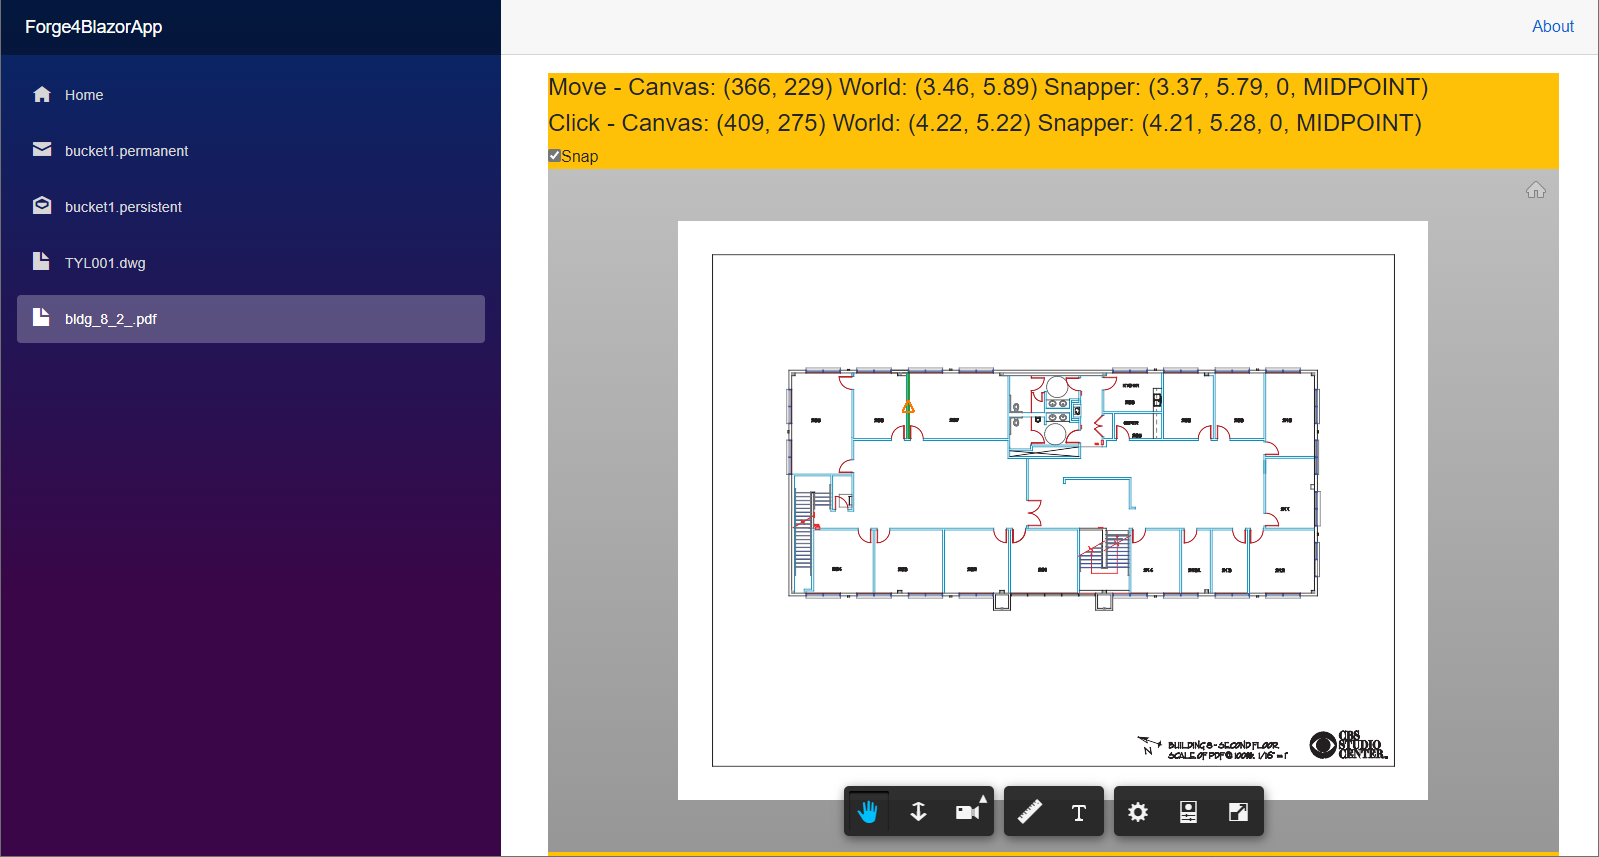 Forge4BlazorApp
About
Home
bucket1.permanent
bucket1.persistent
TYL001.dwg
bldg_8_2_.pdf
Move - Canvas: (366, 229) World: (3.46, 5.89) Snapper: (3.37, 5.79, 0, MIDPOINT)
Click - Canvas: (409, 275) World: (4.22, 5.22) Snapper: (4.21, 5.28, 0, MIDPOINT)
Snap
N
BUILDING 8 - SECOND FLOOR
SCALE OF PDF @ 100%: 1/16" = 1'
CBS
STUDIO
CENTER